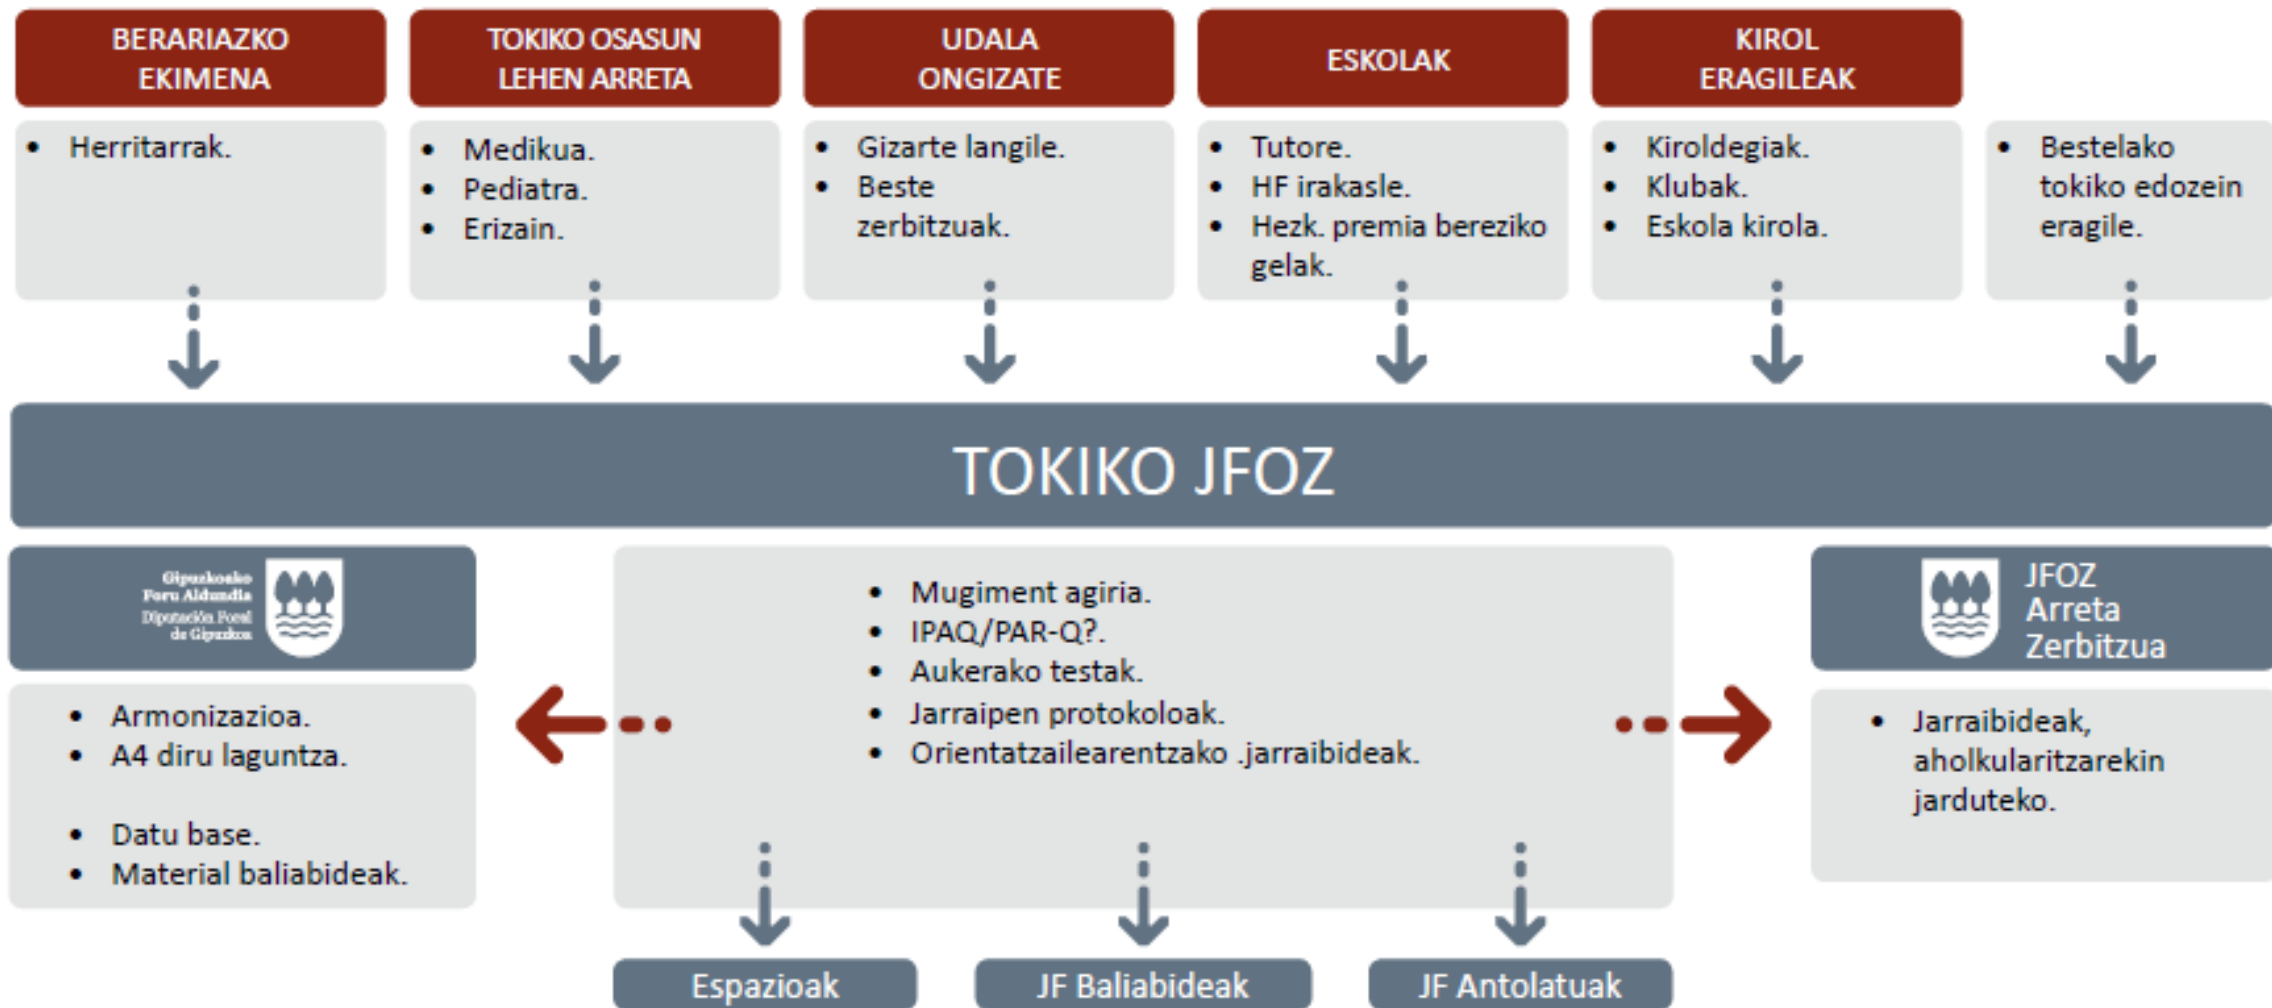 BERARIAZKO
EKIMENA
TOKIKO OSASUN
LEHEN ARRETA
UDALA
ONGIZATE
ESKOLAK
KIROL
ERAGILEAK
• Herritarrak.
• Medikua.
• Pediatra.
• Erizain.
• Gizarte langile.
• Beste
zerbitzuak.
• Tutore.
• HF irakasle.
• Hezk. premia bereziko
gelak.
• Kiroldegiak.
• Klubak.
• Eskola kirola.
• Bestelako
tokiko edozein
eragile.
TOKIKO JFOZ
Gipuzkoako
Foru Aldundia
Diputación Foral
de Gipuzkoa
• Armonizazioa.
• A4 diru laguntza.
• Datu base.
• Material baliabideak.
• Mugiment agiria.
• IPAQ/PAR-Q?.
• Aukerako testak.
• Jarraipen protokoloak.
• Orientatzailearentzako .jarraibideak.
JFOZ
Arreta
Zerbitzua
• Jarraibideak,
aholkularitzarekin
jarduteko.
Espazioak
JF Baliabideak
JF Antolatuak